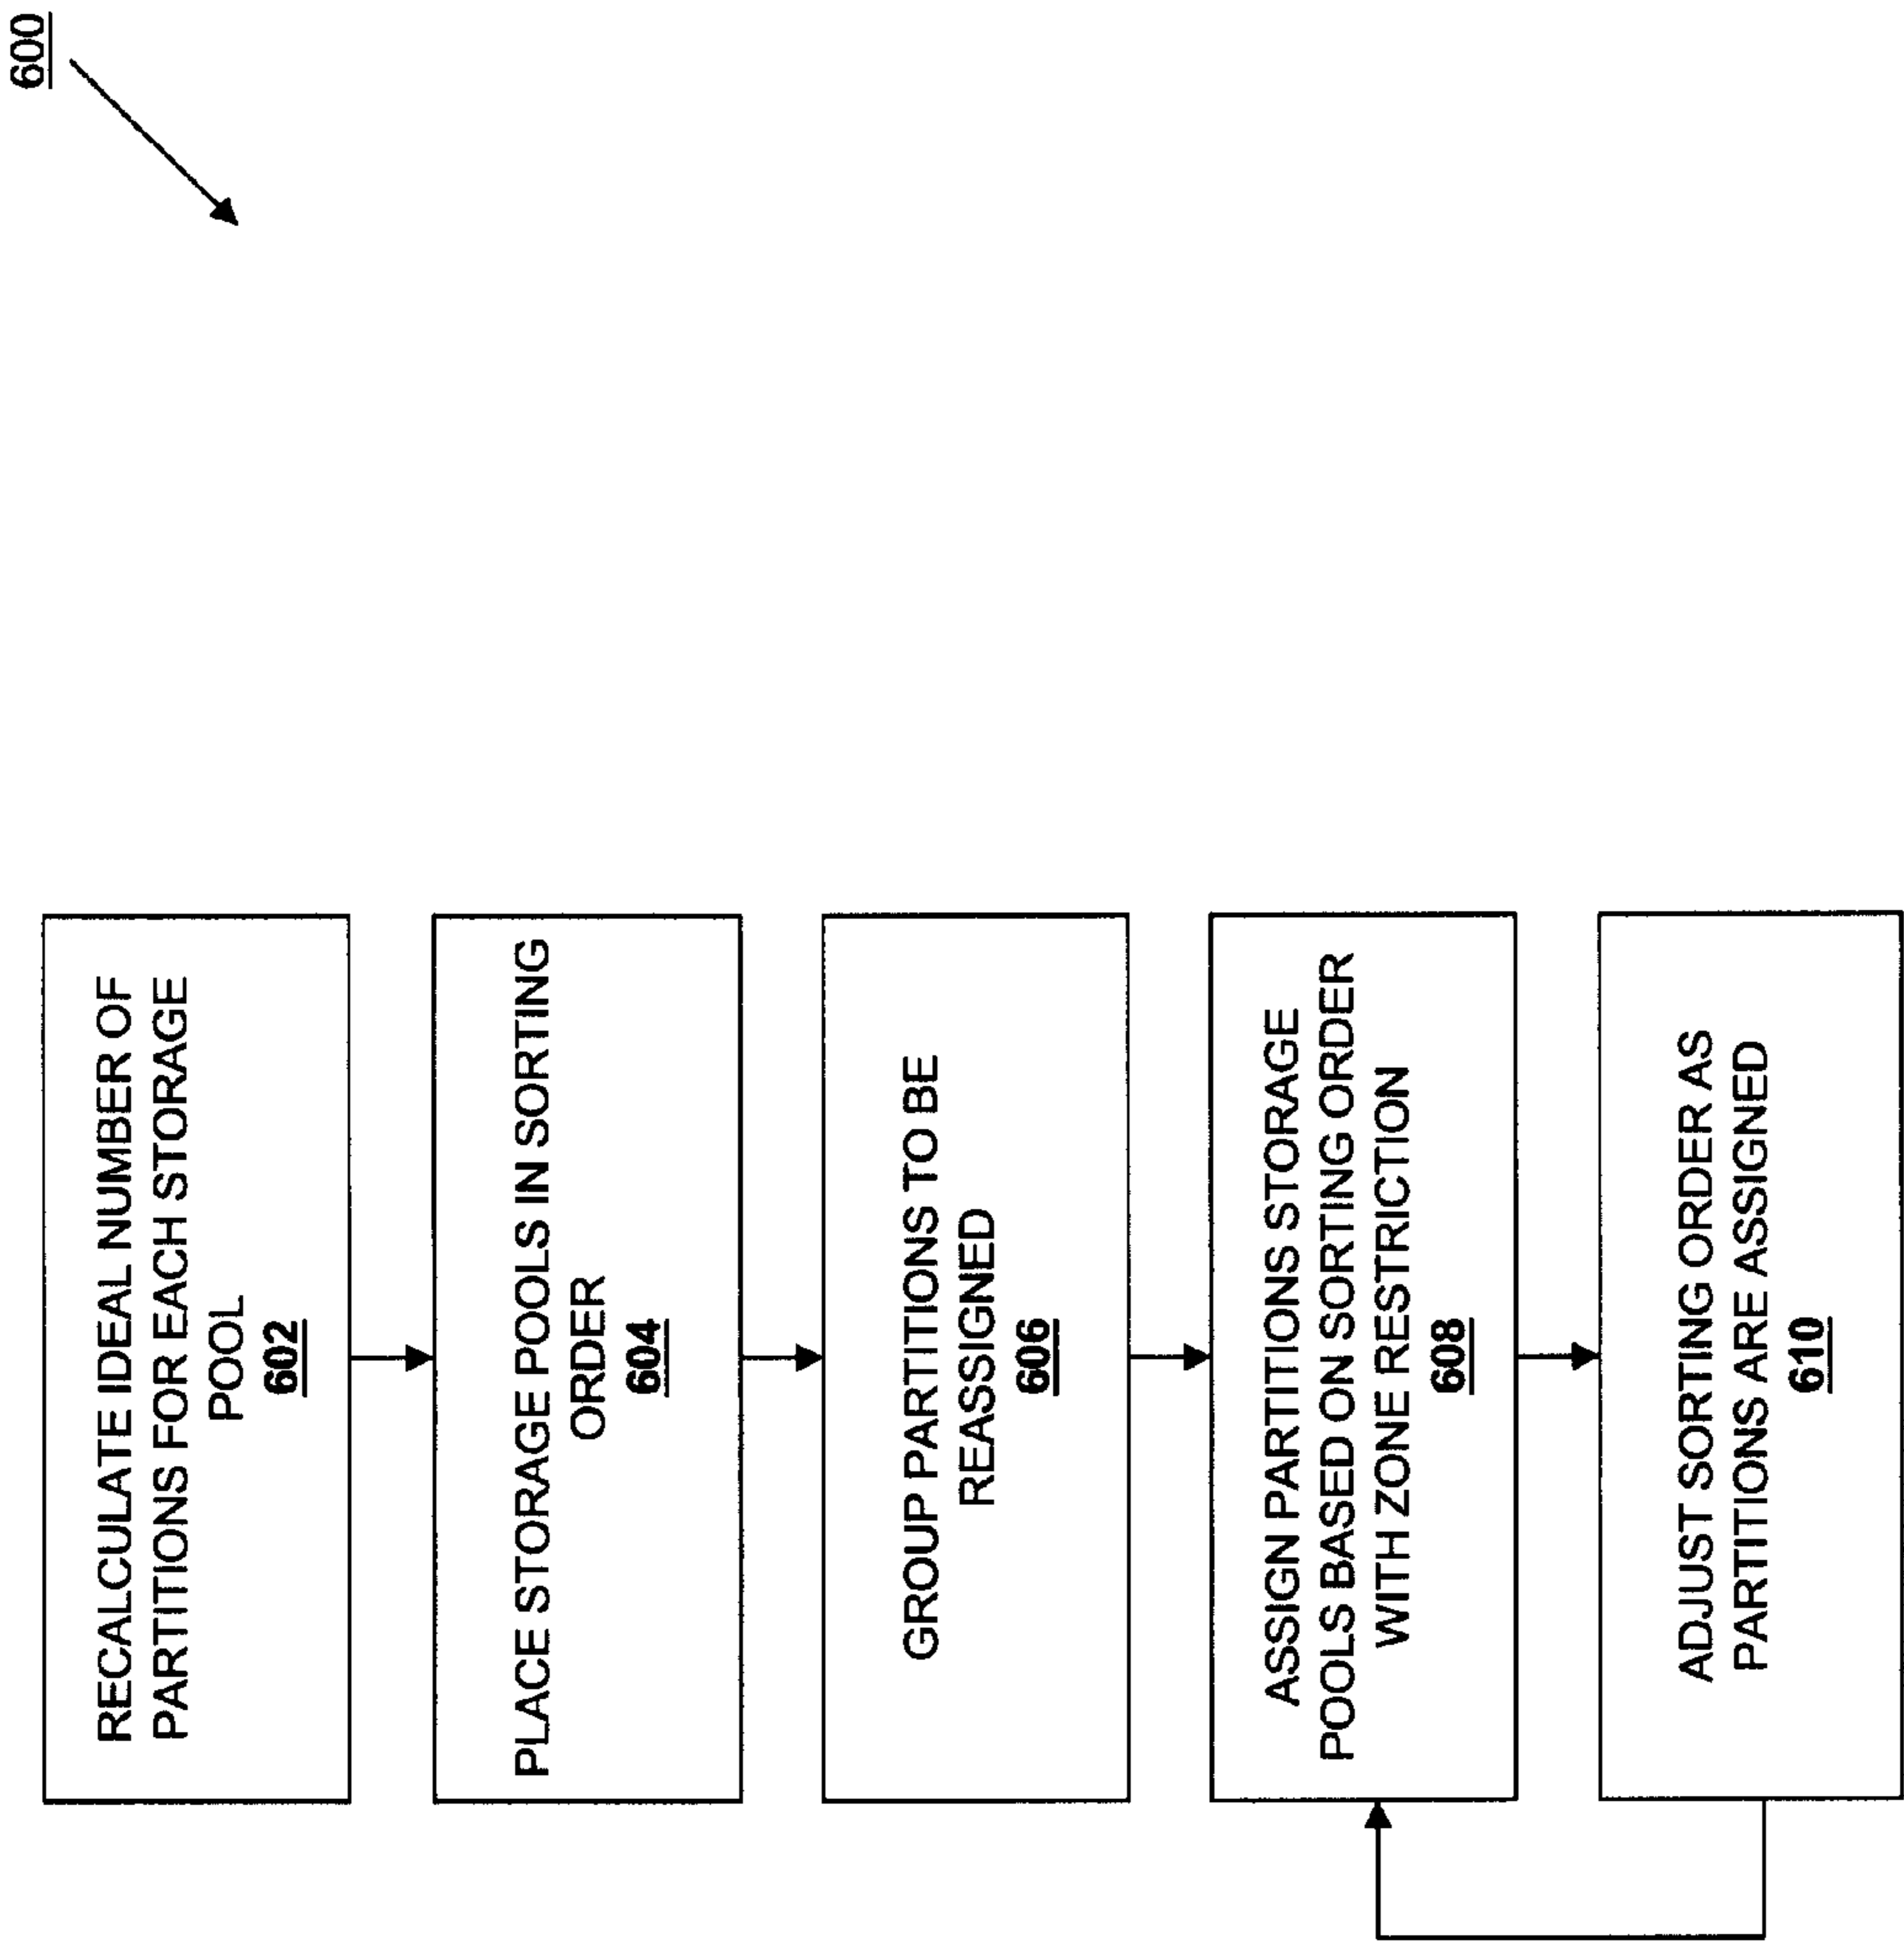 600
RECALCULATE IDEAL NUMBER OF
PARTITIONS FOR EACH STORAGE
POOL
602
PLACE STORAGE POOLS IN SORTING
ORDER
604
GROUP PARTITIONS TO BE
REASSIGNED
606
ASSIGN PARTITIONS STORAGE
POOLS BASED ON SORTING ORDER
WITH ZONE RESTRICTION
608
ADJUST SORTING ORDER AS
PARTITIONS ARE ASSIGNED
610